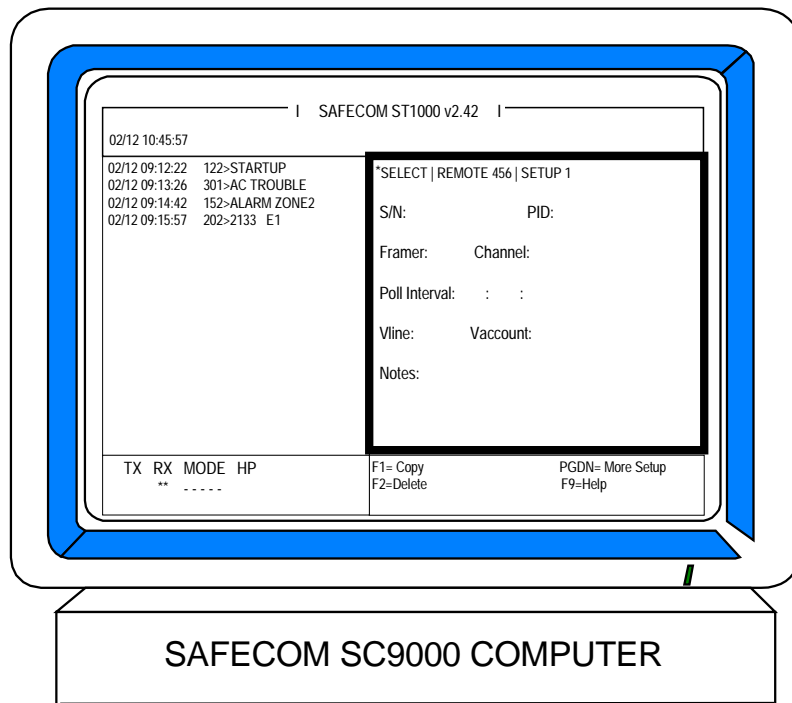 SAFECOM ST1000 v2.42
02/12 10:45:57
02/12 09:12:22 122>STARTUP
02/12 09:13:26 301>AC TROUBLE
02/12 09:14:42 152>ALARM ZONE2
02/12 09:15:57 202>2133 E1
*SELECT | REMOTE 456 | SETUP 1
S/N: PID:
Framer: Channel:
Poll Interval: : :
Vline: Vaccount:
Notes:
TX RX MODE HP
** - - - - -
F1= Copy PGDN= More Setup
F2=Delete F9=Help
SAFECOM SC9000 COMPUTER